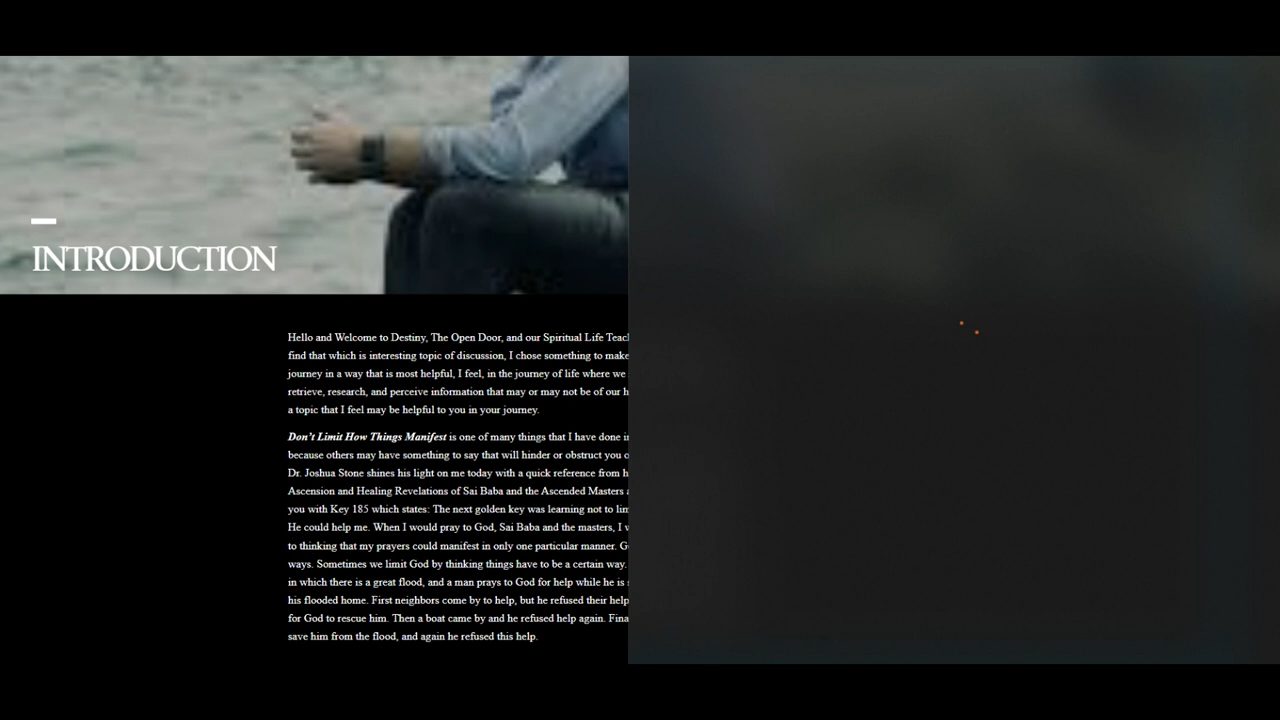 INTRODUCTION
Hello and Welcome to Destiny, The Open Door, and our Spiritual Life
find that which is interesting topic of discussion, I chose something to make
journey in a way that is most helpful, I feel, in the journey of life where we
retrieve, research, and perceive information that may or may not be of our
a topic that I feel may be helpful to you in your journey.
Don't Limit How Things Manifest is one of many things that I have done
because others may have something to say that will hinder or obstruct you
Dr. Joshua Stone shines his light on me today with a quick reference from
Ascension and Healing Revelations of Sai Baba and the Ascended Masters
you with Key 185 which states: The next golden key was learning not to
He could help me. When I would pray to God, Sai Baba and the masters, I
to thinking that my prayers could manifest in only one particular manner.
ways. Sometimes we limit God by thinking things have to be a certain way.
in which there is a great flood, and a man prays to God for help while he is
his flooded home. First neighbors come by to help, but he refused their help
for God to rescue him. Then a boat came by and he refused help again.
save him from the flood, and again he refused this help.